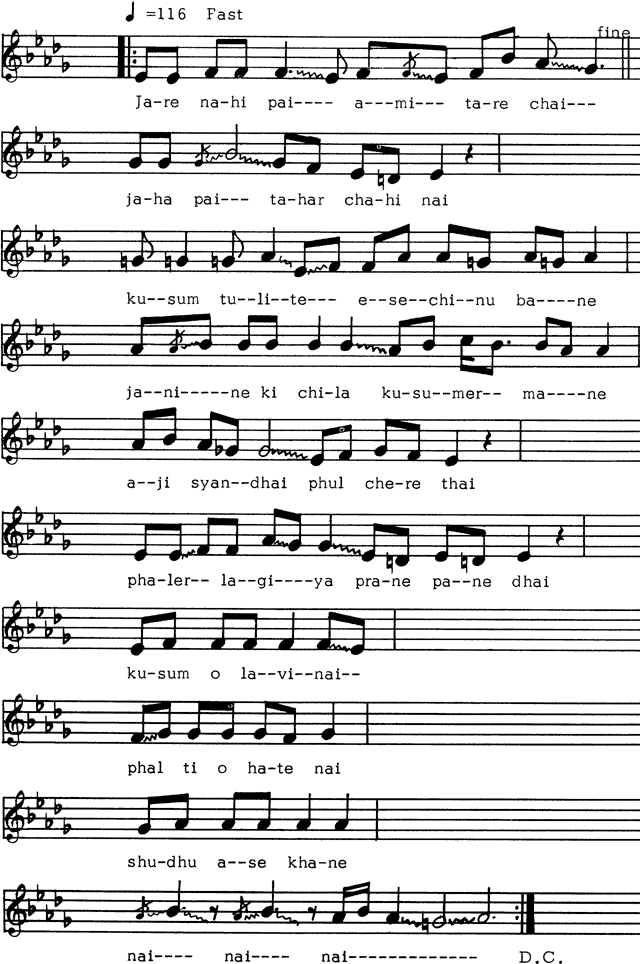 ♩ =116 Fast
fine
Ja-re na-hi pai---- a--mi--- ta-re chai---
ja-ha pai--- ta-har cha-hi nai
ku--sum tu--li--te--- e--se--chi--nu ba----ne
ja--ni-----ne ki chi-la ku-su--mer-- ma----ne
a--ji syan--dhai phul che-re thai
pha-ler-- la--gi----ya pra-ne pa--ne dhai
ku-sum o la--vi--nai--
phal ti o ha-te nai
shu-dhu a--se kha-ne
nai---- nai---- nai------------- D.C.